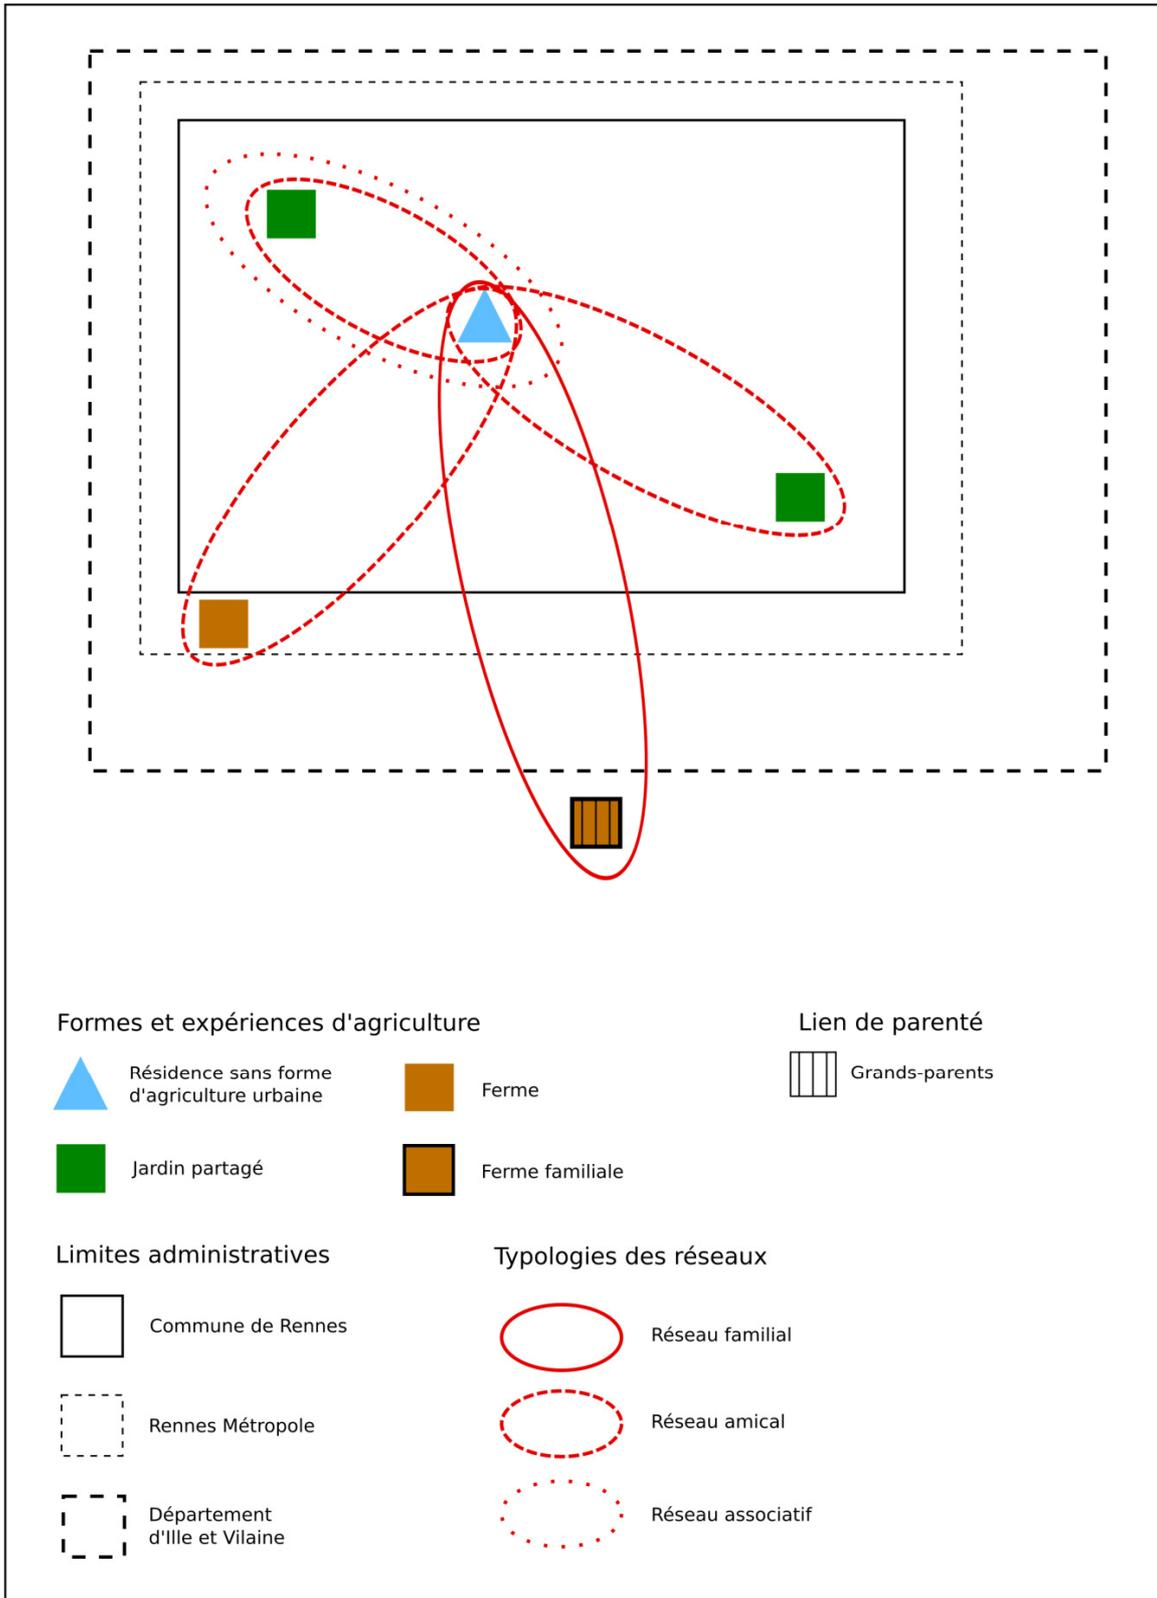 Formes et expériences d'agriculture
Résidence sans forme
d'agriculture urbaine
Ferme
Jardin partagé
Ferme familiale
Lien de parenté
Grands-parents
Limites administratives
Commune de Rennes
Rennes Métropole
Département
d'Ille et Vilaine
Typologies des réseaux
Réseau familial
Réseau amical
Réseau associatif